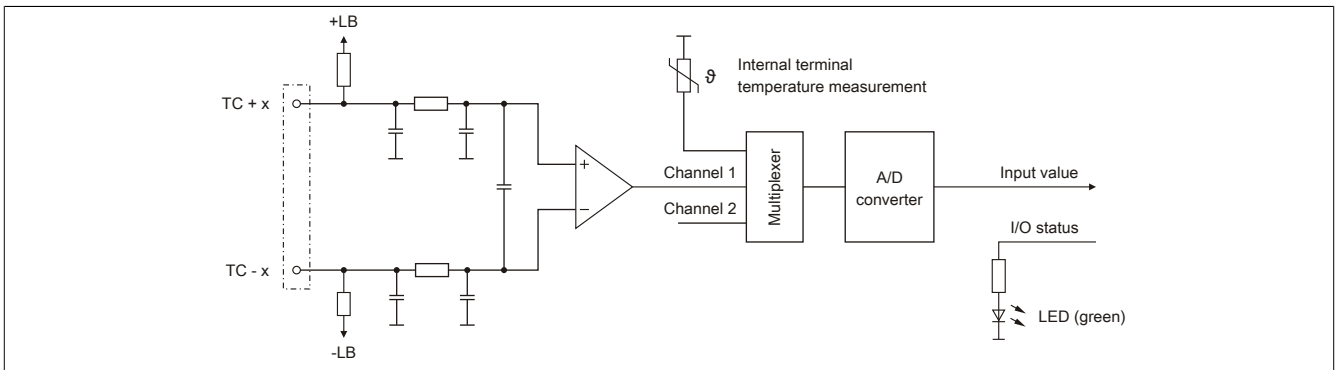 +LB
TC + x
ϑ
Internal terminal
temperature measurement
+
−
Channel 1
Channel 2
Multiplexer
A/D
converter
Input value
I/O status
TC - x
LED (green)
-LB